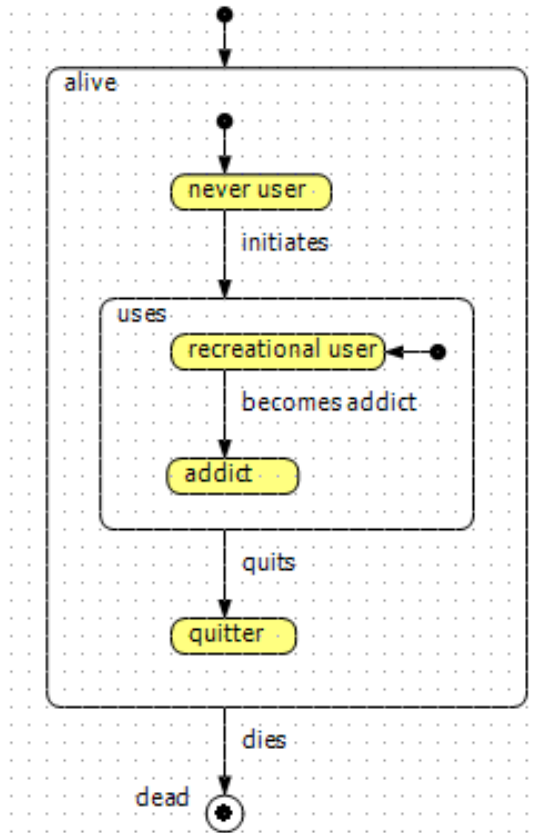 alive
never user
initiates
uses
recreational user
becomes addict
addict
quits
quitter
dies
dead